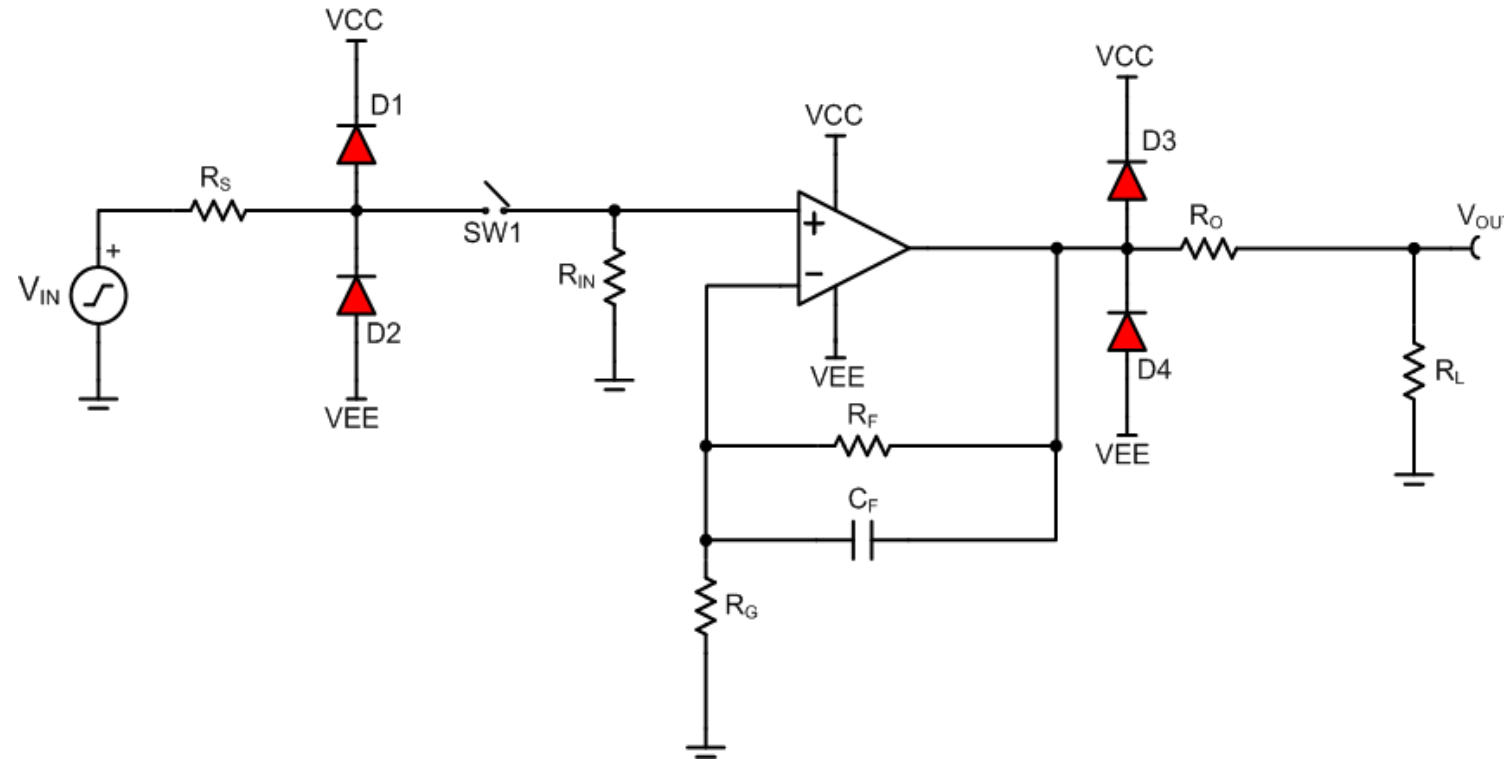 VCC
D1
RS
SW1
VIN
+
D2
VEE
RIN
VCC
+
−
VEE
RF
CF
RG
VCC
D3
RO
VOUT
D4
VEE
RL